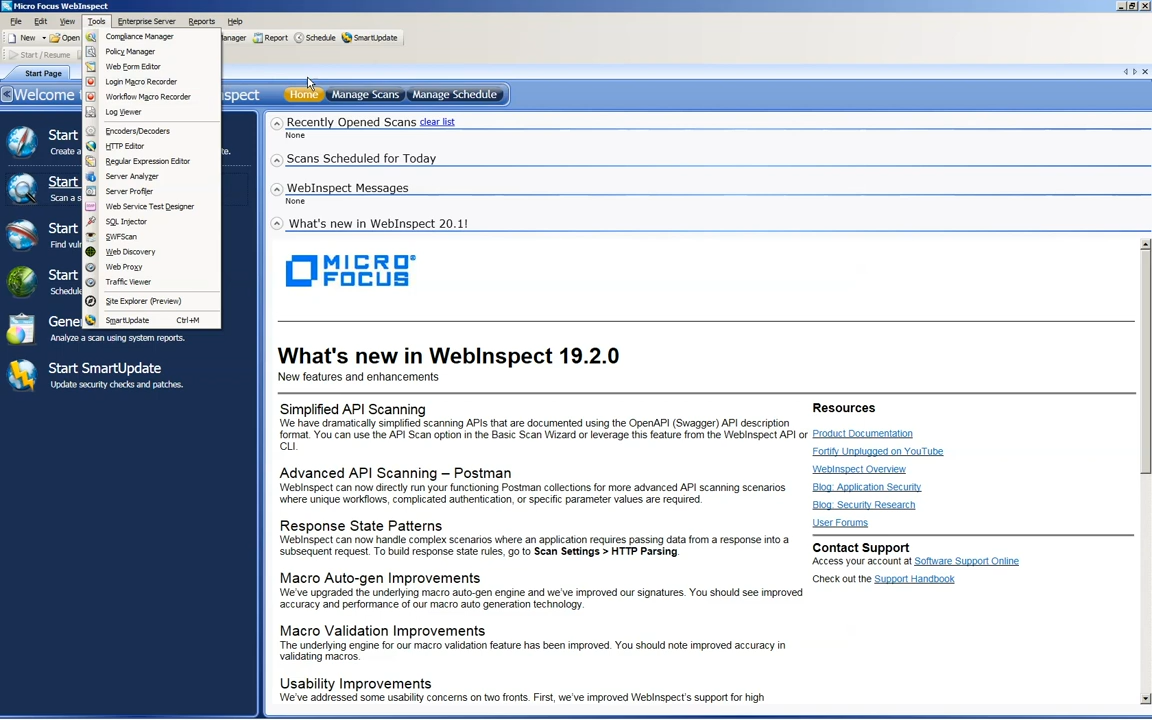 Micro Focus WebInspect
File Edit View Tools Enterprise Server Reports Help
New Open anager Report Schedule SmartUpdate
Start / Resume
Start Page
Welcome t spect Home Manage Scans Manage Schedule
Compliance Manager
Policy Manager
Web Form Editor
Login Macro Recorder
Workflow Macro Recorder
Log Viewer
Encoders/Decoders
HTTP Editor
Regular Expression Editor
Server Analyzer
Server Profiler
Web Service Test Designer
SQL Injector
SWFScan
Web Discovery
Web Proxy
Traffic Viewer
Site Explorer (Preview)
SmartUpdate Ctrl+M
Start
Create a te.
Start
Scan a s
Start
Find vuln
Start
Schedule
Gene
Analyze a scan using system reports.
Start SmartUpdate
Update security checks and patches.
Recently Opened Scans clear list
None
Scans Scheduled for Today
WebInspect Messages
None
What's new in WebInspect 20.1!
MICRO
FOCUS®
What's new in WebInspect 19.2.0
New features and enhancements
Simplified API Scanning
We have dramatically simplified scanning APIs that are documented using the OpenAPI (Swagger) API description
format. You can use the API Scan option in the Basic Scan Wizard or leverage this feature from the WebInspect API or
CLI.
Advanced API Scanning – Postman
WebInspect can now directly run your functioning Postman collections for more advanced API scanning scenarios
where unique workflows, complicated authentication, or specific parameter values are required.
Response State Patterns
WebInspect can now handle complex scenarios where an application requires passing data from a response into a
subsequent request. To build response state rules, go to Scan Settings > HTTP Parsing.
Macro Auto-gen Improvements
We've upgraded the underlying macro auto-gen engine and we've improved our signatures. You should see improved
accuracy and performance of our macro auto generation technology.
Macro Validation Improvements
The underlying engine for our macro validation feature has been improved. You should note improved accuracy in
validating macros.
Usability Improvements
We've addressed some usability concerns on two fronts. First, we've improved WebInspect's support for high
Resources
Product Documentation
Fortify Unplugged on YouTube
WebInspect Overview
Blog: Application Security
Blog: Security Research
User Forums
Contact Support
Access your account at Software Support Online
Check out the Support Handbook